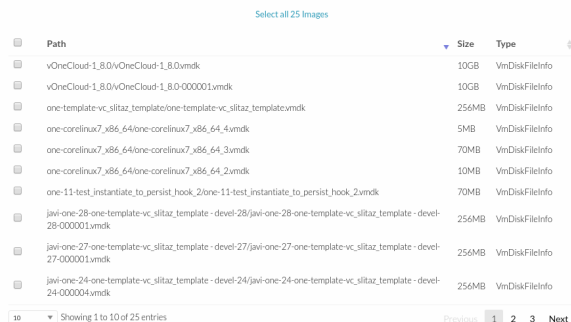 Select all 25 Images
Path Size Type
vOneCloud-1_8.0/vOneCloud-1_8.0.vmdk 10GB VmDiskFileInfo
vOneCloud-1_8.0/vOneCloud-1_8.0-000001.vmdk 10GB VmDiskFileInfo
one-template-vc_slitaz_template/one-template-vc_slitaz_template.vmdk 256MB VmDiskFileInfo
one-corelinux7_x86_64/one-corelinux7_x86_64_4.vmdk 5MB VmDiskFileInfo
one-corelinux7_x86_64/one-corelinux7_x86_64_3.vmdk 70MB VmDiskFileInfo
one-corelinux7_x86_64/one-corelinux7_x86_64_2.vmdk 10MB VmDiskFileInfo
one-11-test_instantiate_to_persist_hook_2/one-11-test_instantiate_to_persist_hook_2.vmdk 70MB VmDiskFileInfo
javi-one-28-one-template-vc_slitaz_template - devel-28/javi-one-28-one-template-vc_slitaz_template - devel-
28-000001.vmdk 256MB VmDiskFileInfo
javi-one-27-one-template-vc_slitaz_template - devel-27/javi-one-27-one-template-vc_slitaz_template - devel-
27-000001.vmdk 256MB VmDiskFileInfo
javi-one-24-one-template-vc_slitaz_template - devel-24/javi-one-24-one-template-vc_slitaz_template - devel-
24-000004.vmdk 256MB VmDiskFileInfo
10 Showing 1 to 10 of 25 entries Previous 1 2 3 Next